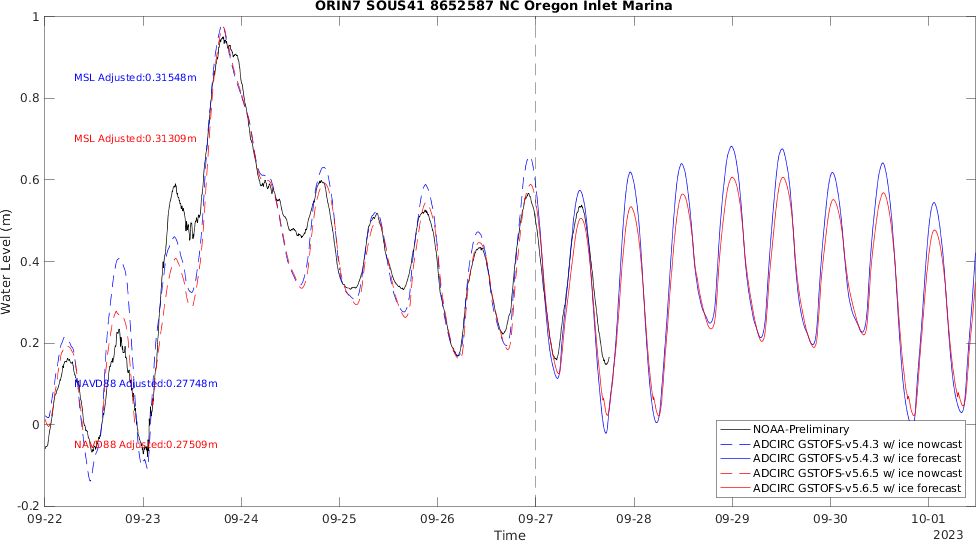 ORIN7 SOUS41 8652587 NC Oregon Inlet Marina
Water Level (m)
1
0.8
0.6
0.4
0.2
0
-0.2
MSL Adjusted:0.31548m
MSL Adjusted:0.31309m
NAVD88 Adjusted:0.27748m
NAVD88 Adjusted:0.27509m
NOAA-Preliminary
ADCIRC GSTOFS-v5.4.3 w/ ice nowcast
ADCIRC GSTOFS-v5.4.3 w/ ice forecast
ADCIRC GSTOFS-v5.6.5 w/ ice nowcast
ADCIRC GSTOFS-v5.6.5 w/ ice forecast
09-22 09-23 09-24 09-25 09-26 09-27 09-28 09-29 09-30 10-01
Time
2023